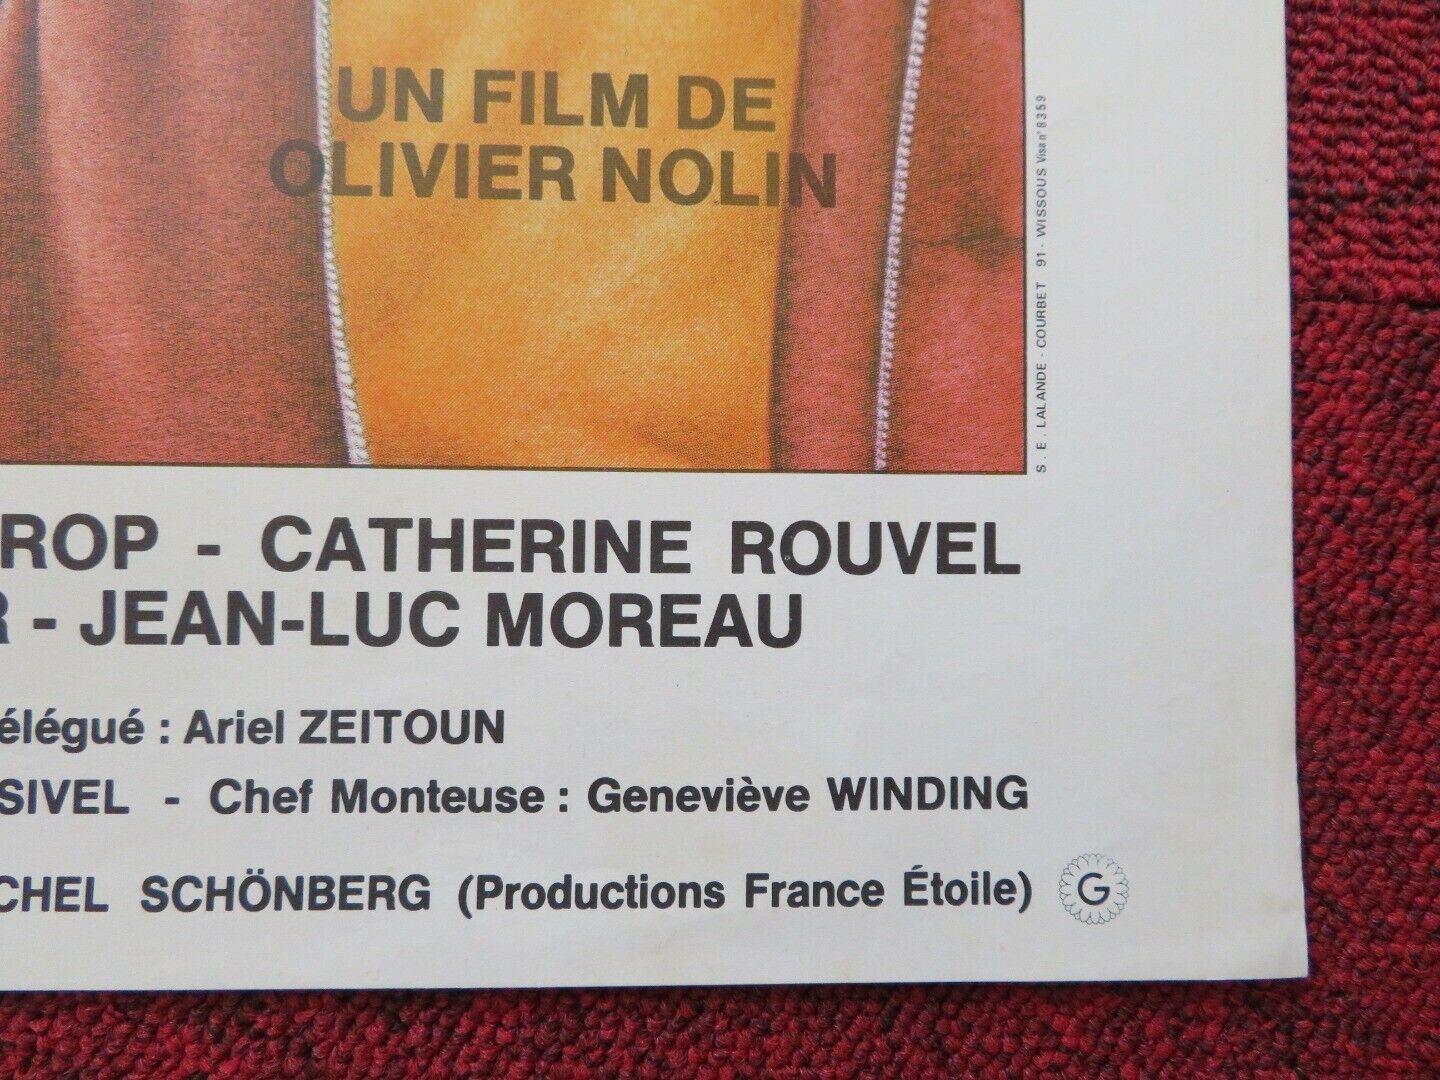 UN FILM DE
OLIVIER NOLIN
S.E. LALANDE - COURBET 91 - WISSOUS Visa n° 8359
ROP - CATHERINE ROUVEL
R - JEAN-LUC MOREAU
élégué : Ariel ZEITOUN
SIVEL - Chef Monteuse : Geneviève WINDING
CHEL SCHÖNBERG (Productions France Étoile)
G